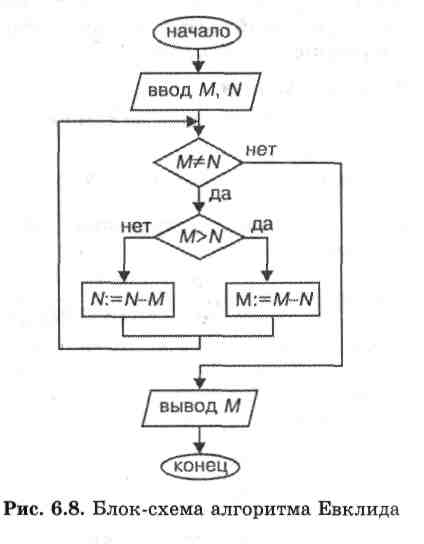 начало
ввод M, N
M≠N
нет
да
M>N
нет
да
N:=N–M
M:=M–N
вывод M
конец
Рис. 6.8. Блок-схема алгоритма Евклида